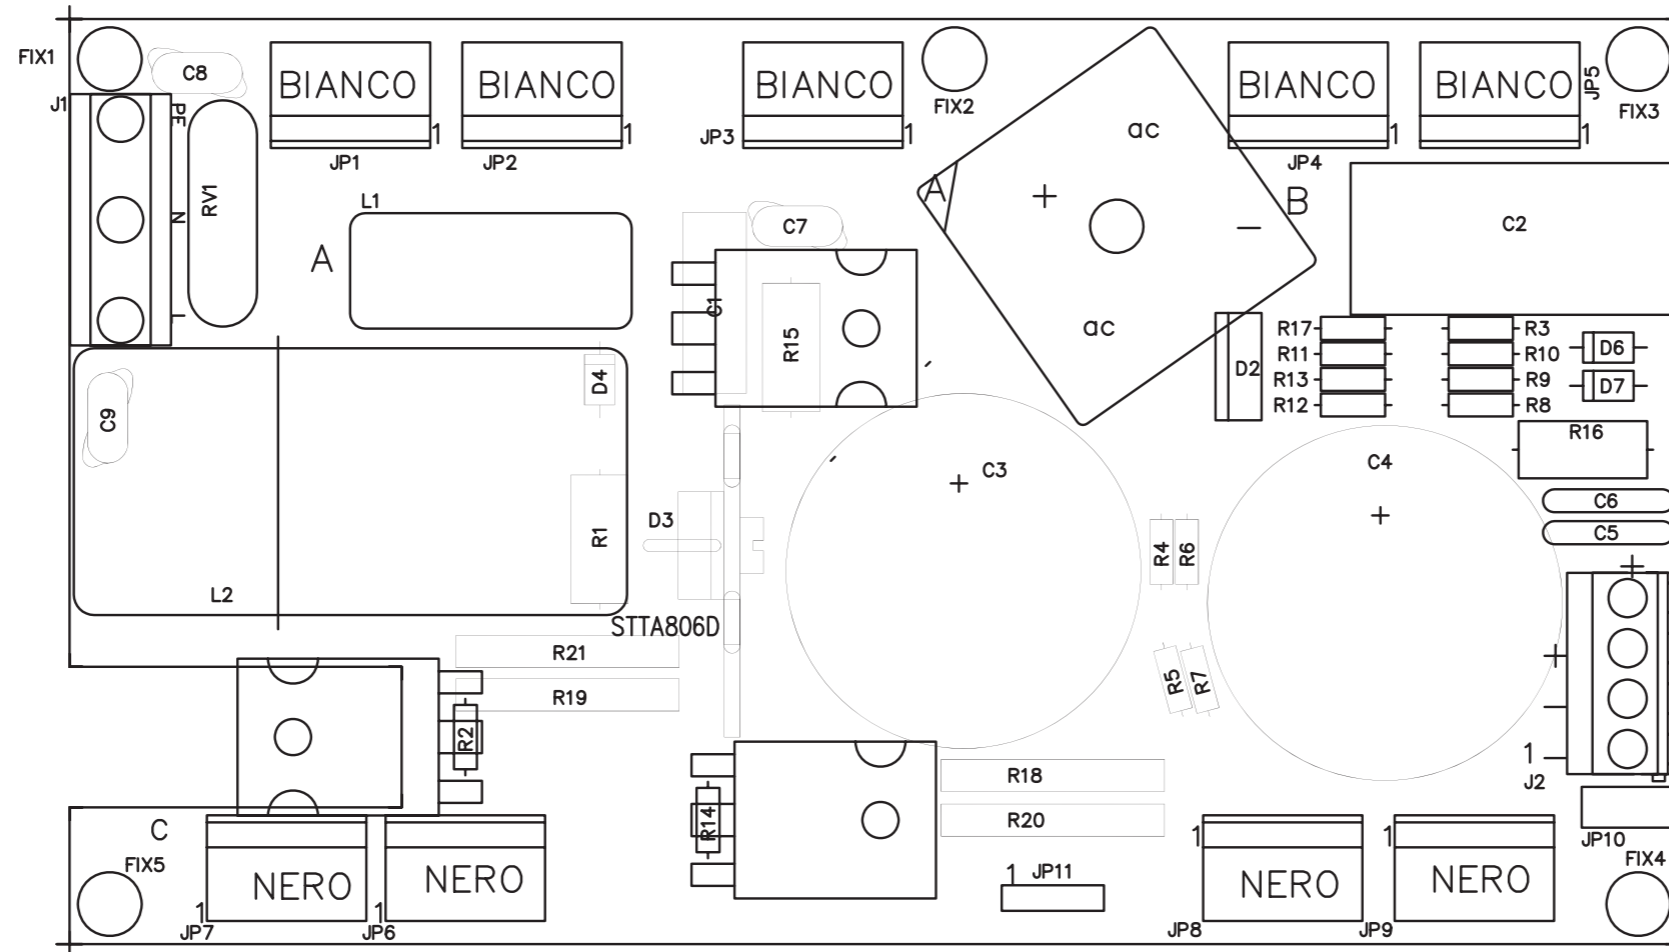 FIX1
C8
BIANCO
1
JP1
BIANCO
1
JP2
BIANCO
1
JP3
FIX2
BIANCO
1
JP4
BIANCO
1
JP5
FIX3
J1
PE
N
L
RV1
L1
A
C7
C1
R15
A
ac
+
−
ac
B
C2
D2
R17
R11
R13
R12
R3
R10
R9
R8
D6
D7
R16
C9
D4
R1
L2
D3
STTA806D
C3
+
C4
+
C6
C5
R4
R6
R5
R7
+
+
1
J2
R21
R19
R2
R14
R18
R20
C
FIX5
NERO
1
JP7
NERO
1
JP6
1
JP11
NERO
1
JP8
NERO
1
JP9
JP10
FIX4